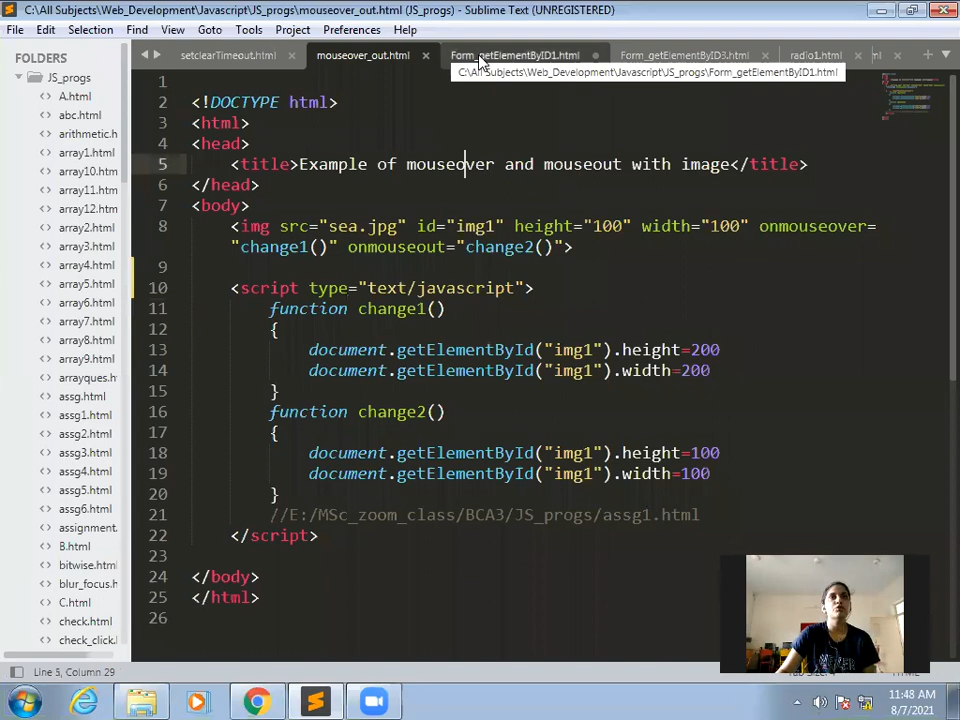 C:\All Subjects\Web_Development\Javascript\JS_progs\mouseover_out.html (JS_progs) - Sublime Text (UNREGISTERED)
File Edit Selection Find View Goto Tools Project Preferences Help
FOLDERS
JS_progs
A.html
abc.html
arithmetic.h
array1.html
array10.htm
array11.htm
array12.htm
array2.html
array3.html
array4.html
array5.html
array6.html
array7.html
array8.html
array9.html
arrayques.h
assg.html
assg1.html
assg2.html
assg3.html
assg4.html
assg5.html
assg6.html
assignment.
B.html
bitwise.htm
blur_focus.h
C.html
check.html
check_click.
setclearTimeout.html
mouseover_out.html
Form_getElementByID1.html
Form_getElementByID3.html
radio1.html
C:\All Subjects\Web_Development\Javascript\JS_progs\Form_getElementByID1.html
1
2 <!DOCTYPE html>
3 <html>
4 <head>
5 <title>Example of mouseover and mouseout with image</title>
6 </head>
7 <body>
8 <img src="sea.jpg" id="img1" height="100" width="100" onmouseover=
"change1()" onmouseout="change2()">
9
10 <script type="text/javascript">
11 function change1()
12 {
13 document.getElementById("img1").height=200
14 document.getElementById("img1").width=200
15 }
16 function change2()
17 {
18 document.getElementById("img1").height=100
19 document.getElementById("img1").width=100
20 }
21 //E:/MSc_zoom_class/BCA3/JS_progs/assg1.html
22 </script>
23
24 </body>
25 </html>
26
Line 5, Column 29
11:48 AM
8/7/2021